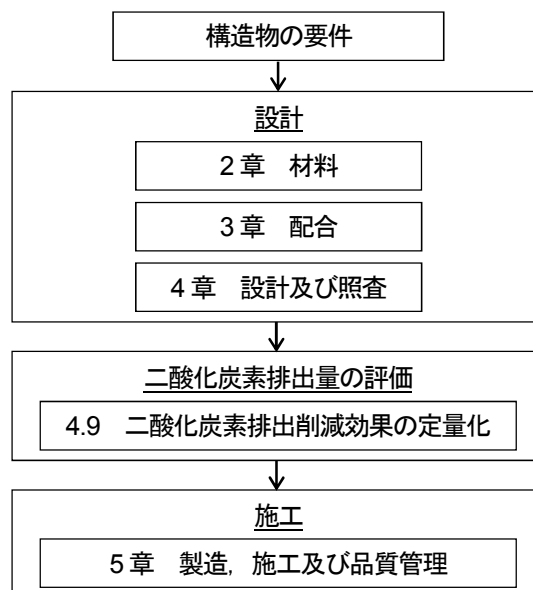 構造物の要件
設計
2章 材料
3章 配合
4章 設計及び照査
二酸化炭素排出量の評価
4.9 二酸化炭素排出削減効果の定量化
施工
5章 製造，施工及び品質管理